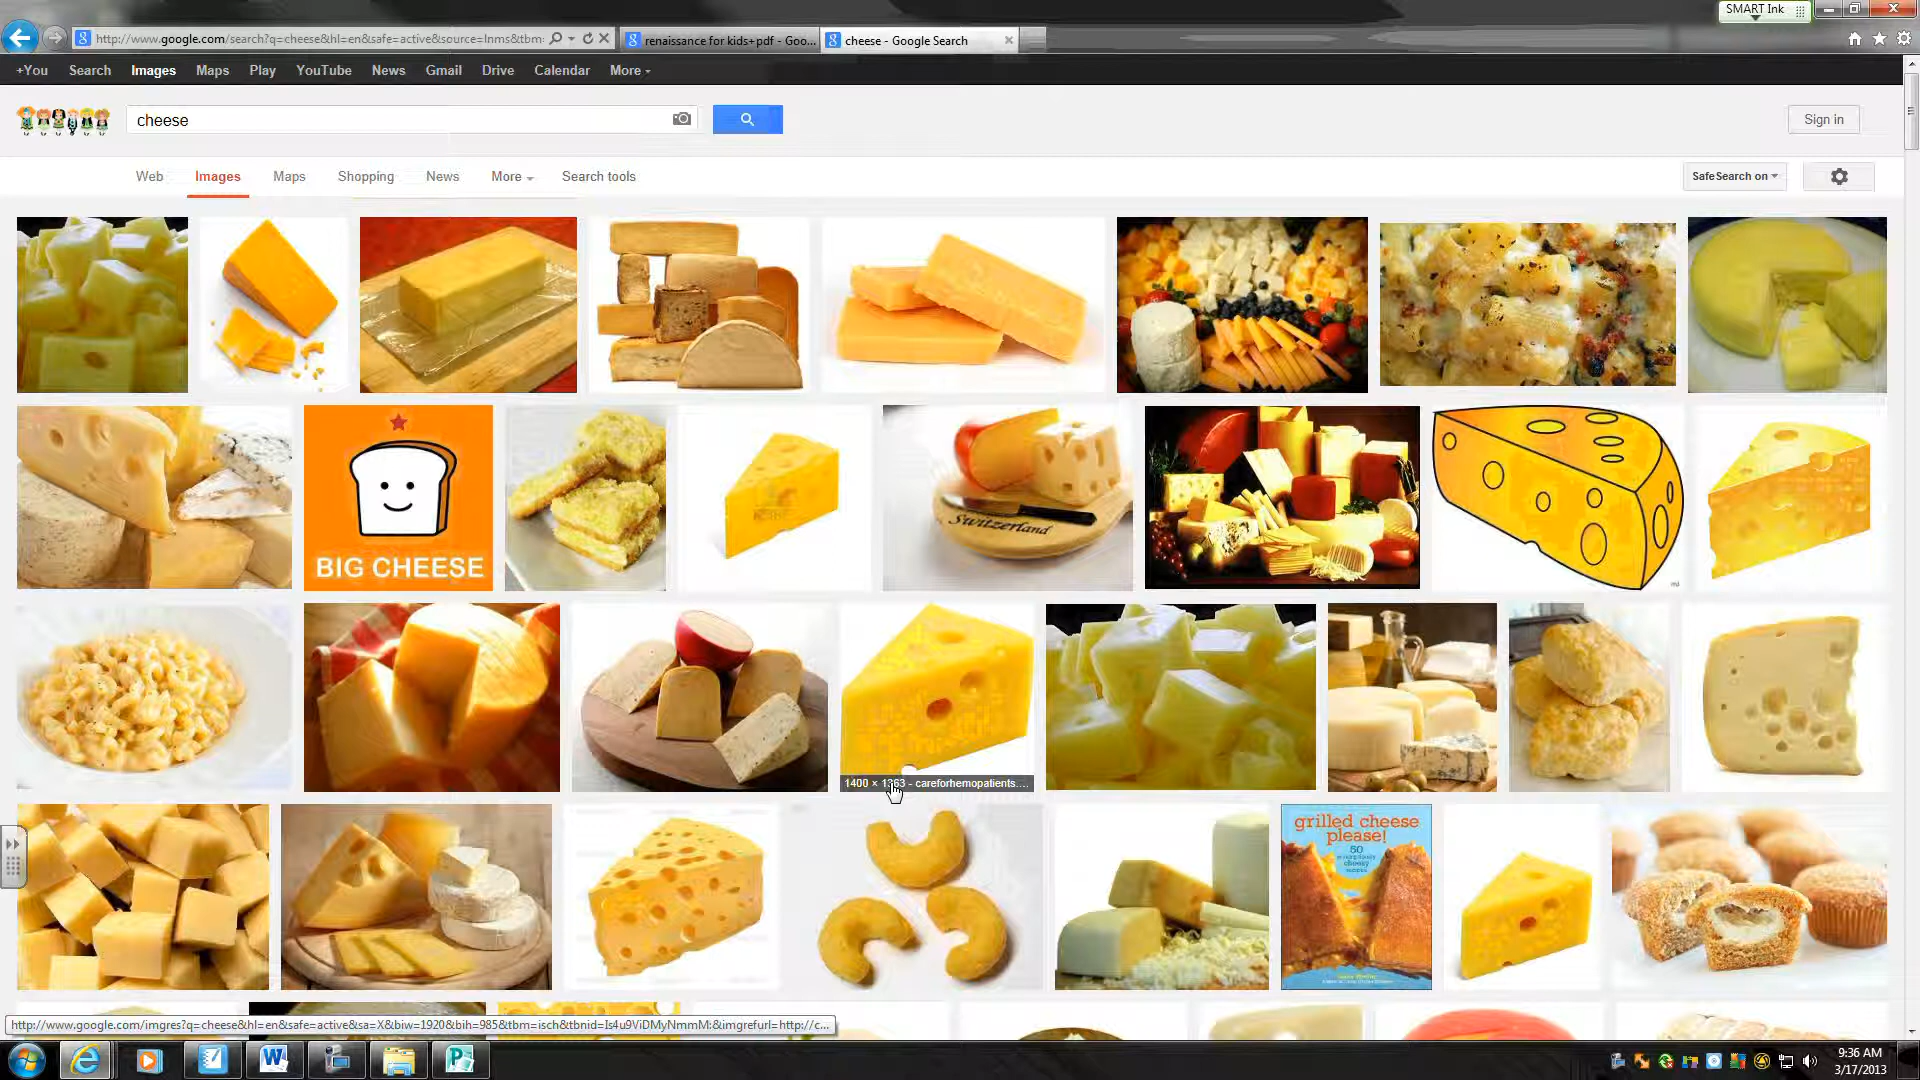 SMART Ink
http://www.google.com/search?q=cheese&hl=en&safe=active&source=lnms&tbm:
renaissance for kids+pdf - Goo...
cheese - Google Search
+You Search Images Maps Play YouTube News Gmail Drive Calendar More
cheese
Sign in
Web Images Maps Shopping News More Search tools
SafeSearch on
BIG CHEESE
Switzerland
1400 × 1363 - careforhemopatients....
grilled cheese
please!
50
http://www.google.com/imgres?q=cheese&hl=en&safe=active&sa=X&biw=1920&bih=985&tbm=isch&tbnid=Is4u9ViDMyNmmM:&imgrefurl=http://c...
9:36 AM
3/17/2013